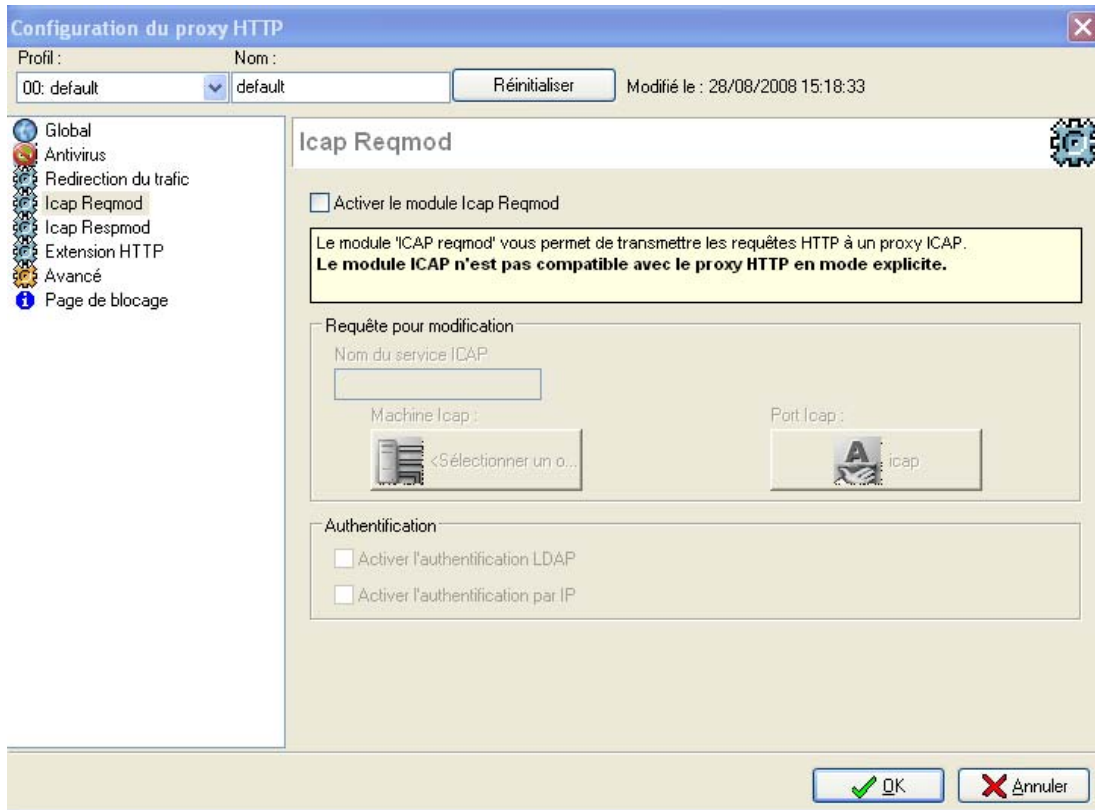 Configuration du proxy HTTP
Profil : Nom :
00: default default Réinitialiser Modifié le : 28/08/2008 15:18:33
Global
Antivirus
Redirection du trafic
Icap Reqmod
Icap Respmod
Extension HTTP
Avancé
Page de blocage
Icap Reqmod
Activer le module Icap Reqmod
Le module 'ICAP reqmod' vous permet de transmettre les requêtes HTTP à un proxy ICAP.
Le module ICAP n'est pas compatible avec le proxy HTTP en mode explicite.
Requête pour modification
Nom du service ICAP
Machine Icap : Port Icap :
<Sélectionner un o... icap
Authentification
Activer l'authentification LDAP
Activer l'authentification par IP
OK Annuler